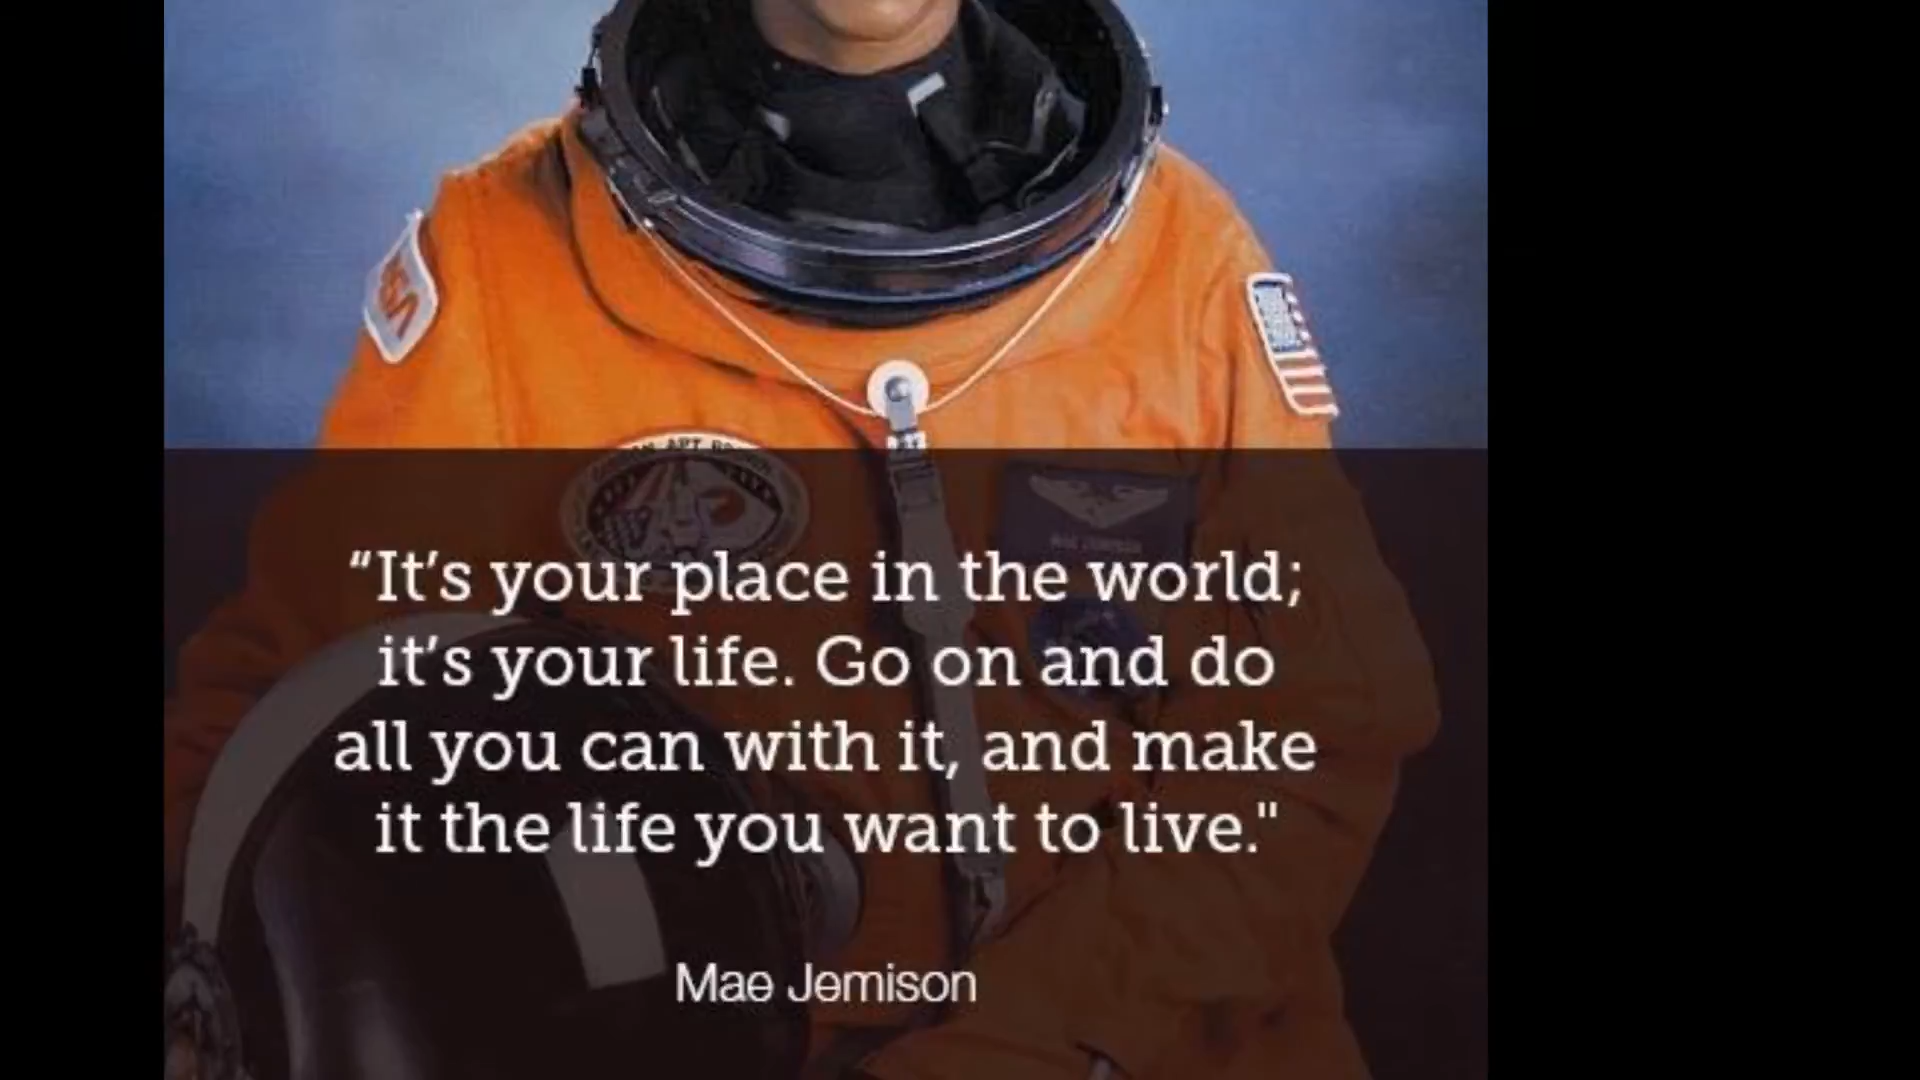 “It’s your place in the world;
it’s your life. Go on and do
all you can with it, and make
it the life you want to live."
Mae Jemison